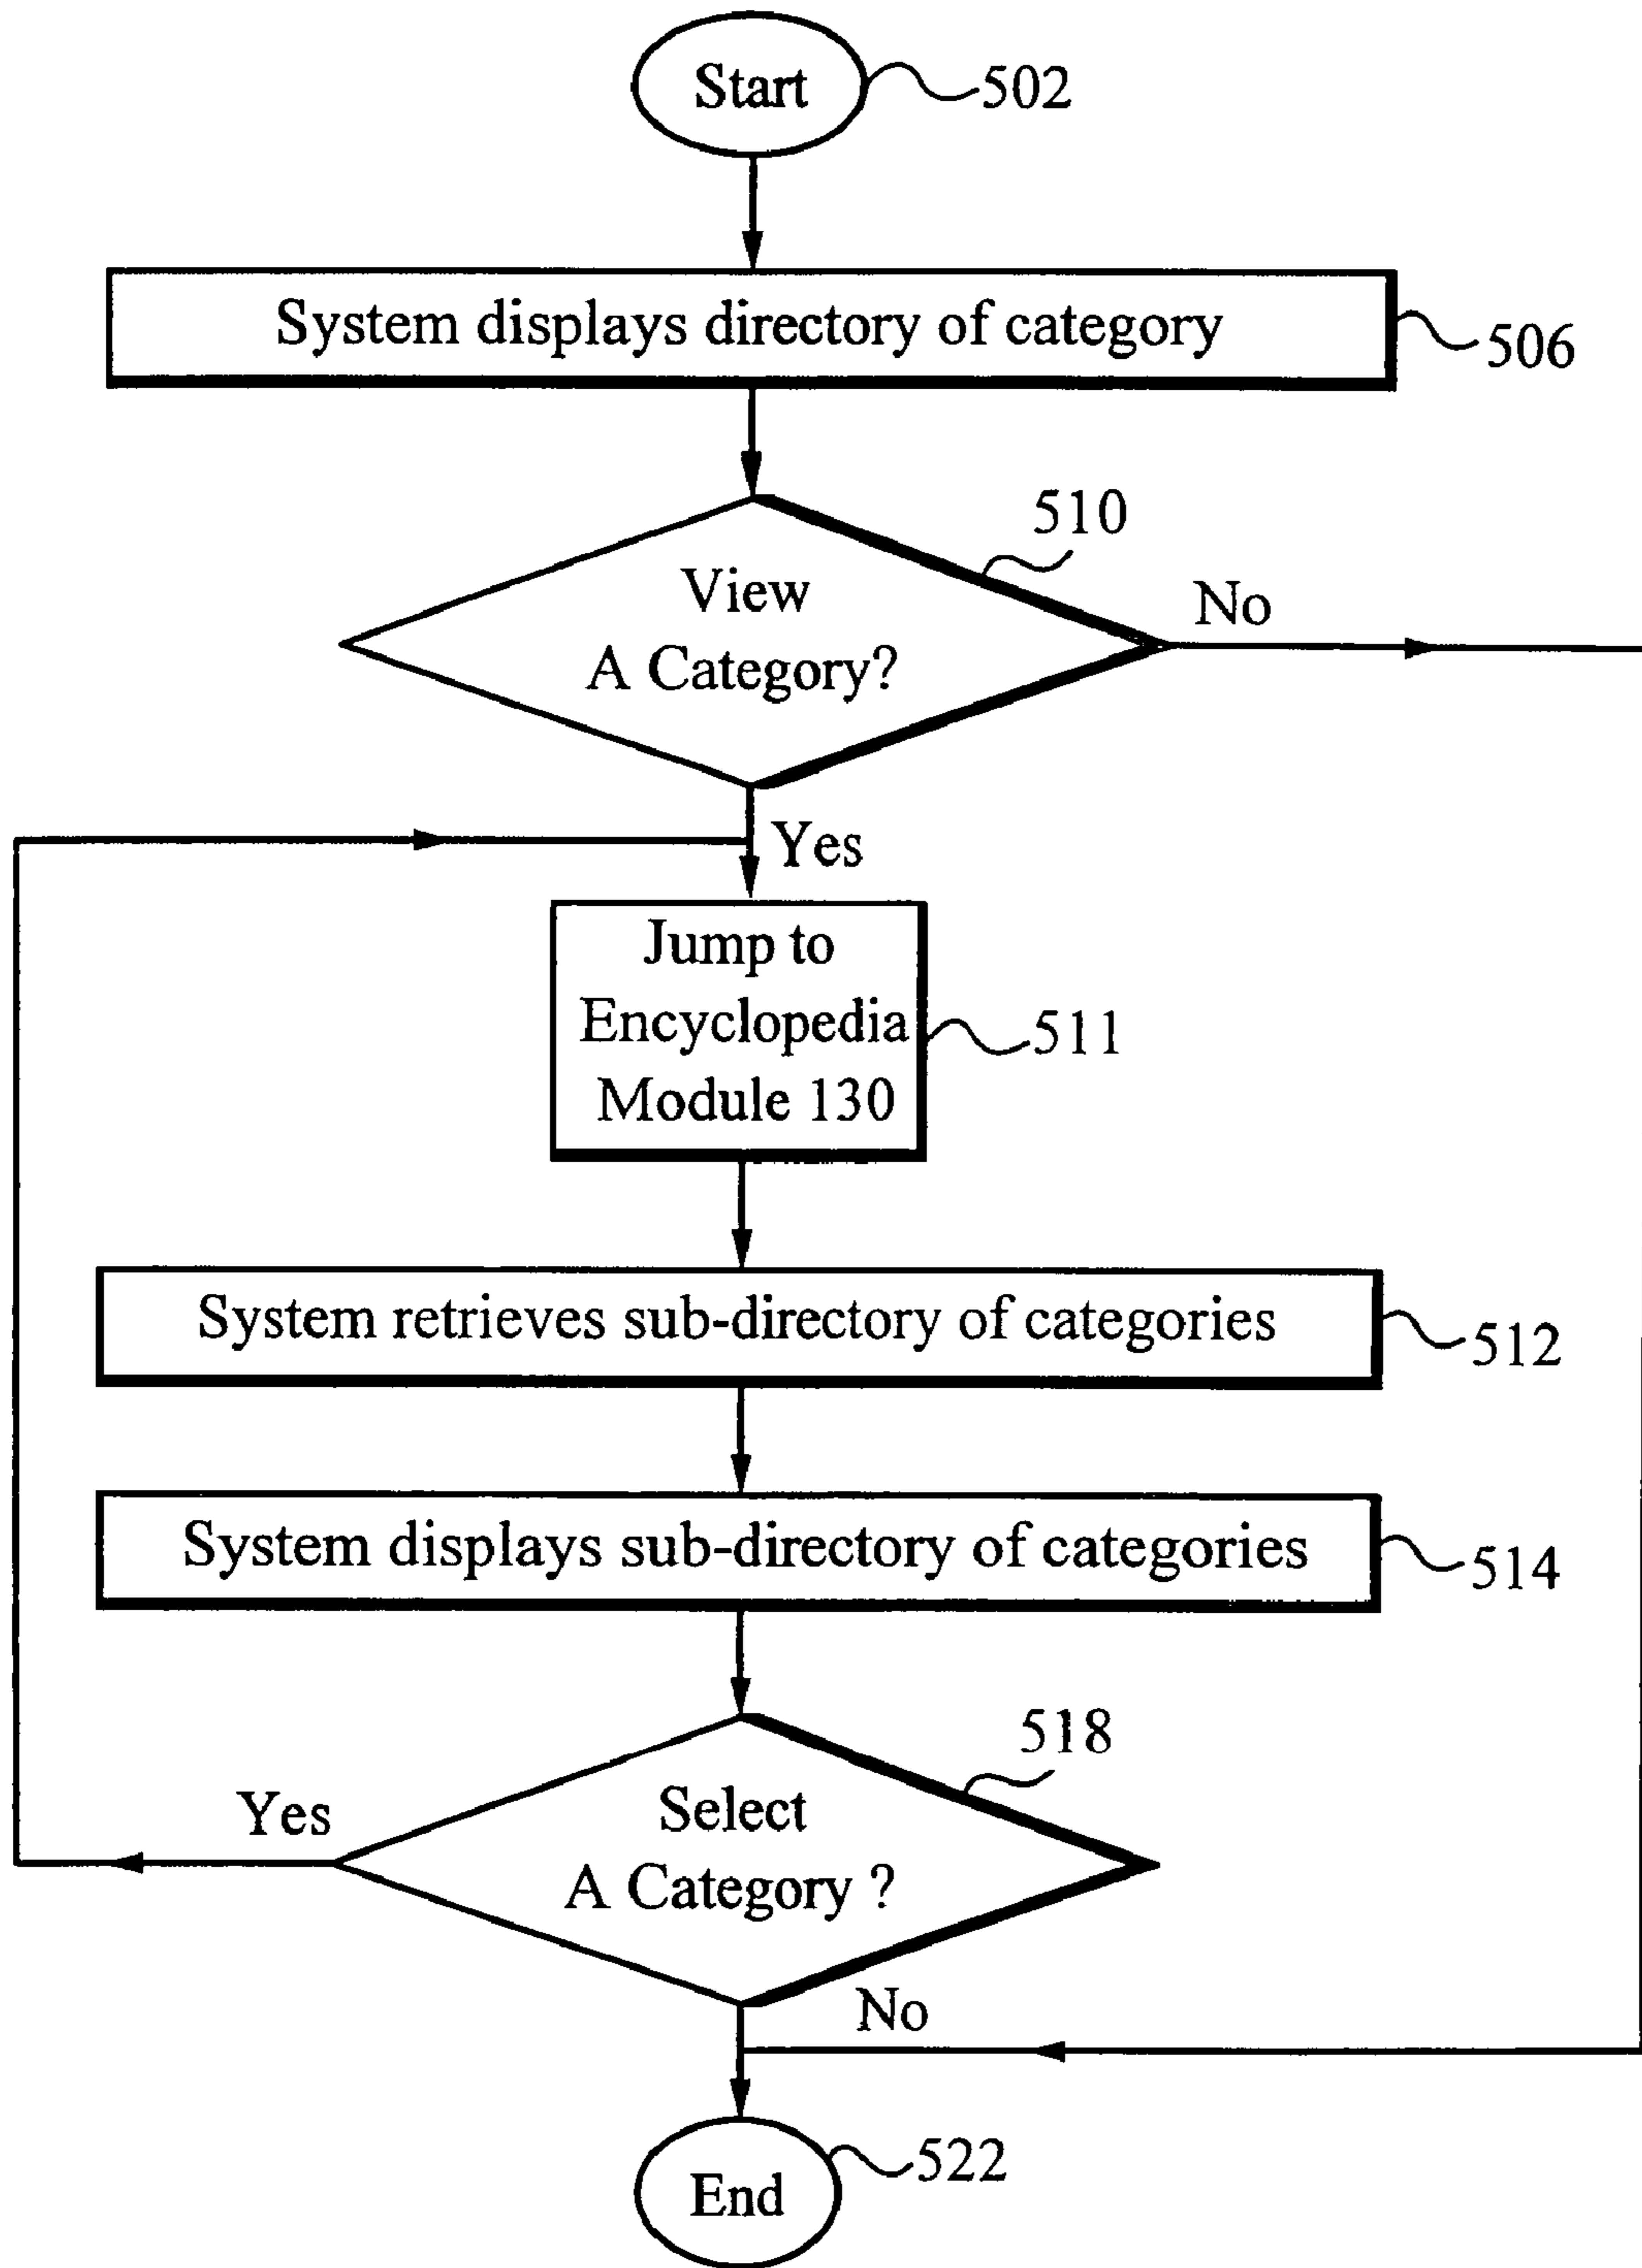 Start
502
System displays directory of category
506
510
View
A Category?
No
Yes
Jump to
Encyclopedia
Module 130
511
System retrieves sub-directory of categories
512
System displays sub-directory of categories
514
518
Select
A Category ?
Yes
No
End
522